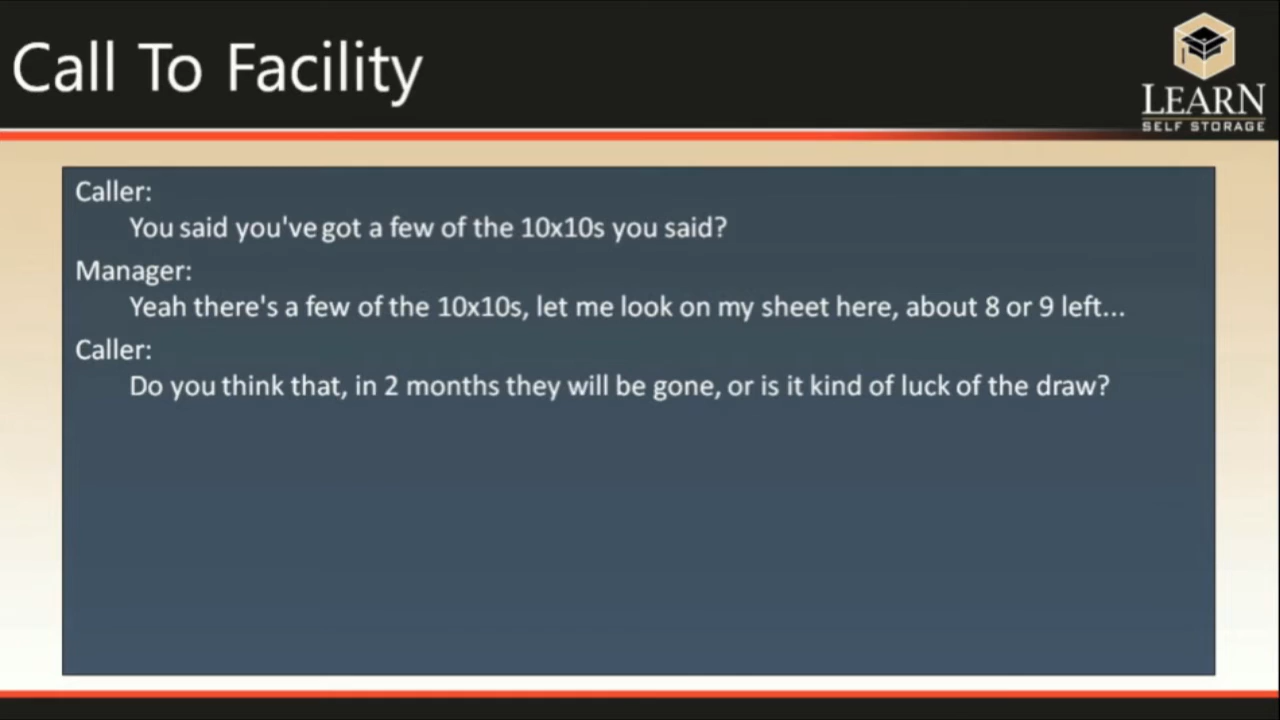 Call To Facility
LEARN
SELF STORAGE
Caller:
You said you've got a few of the 10x10s you said?
Manager:
Yeah there's a few of the 10x10s, let me look on my sheet here, about 8 or 9 left...
Caller:
Do you think that, in 2 months they will be gone, or is it kind of luck of the draw?